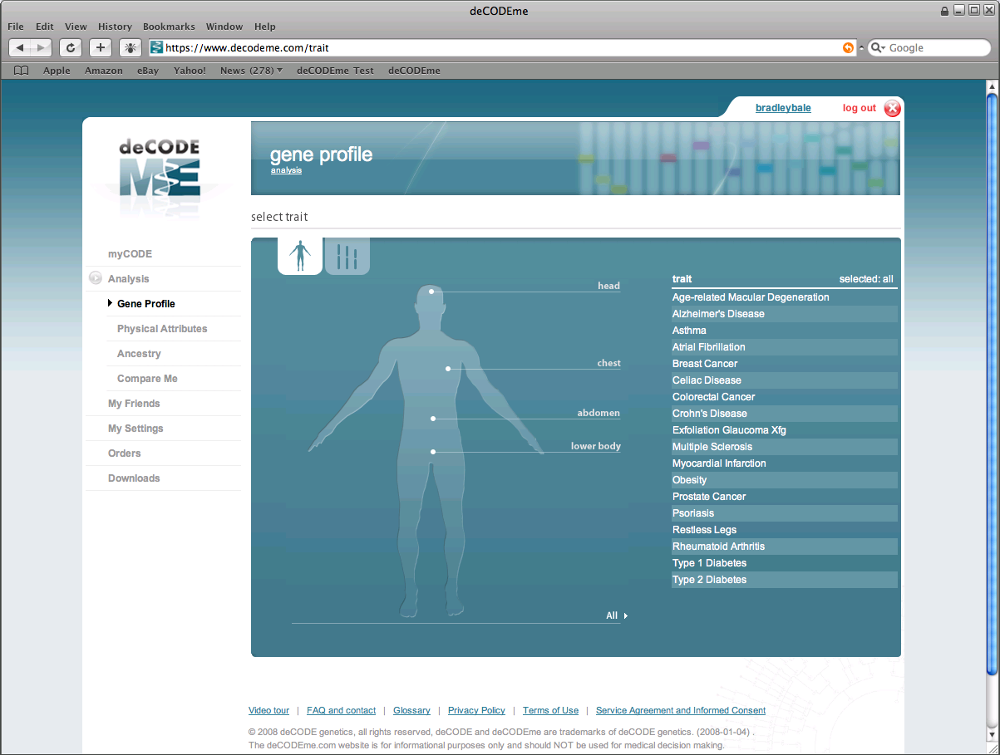 deCODEme
File Edit View History Bookmarks Window Help
https://www.decodeme.com/trait
Google
Apple Amazon eBay Yahoo! News (278) deCODEme Test deCODEme
bradleybale log out
deCODE
ME
gene profile
analysis
select trait
myCODE
Analysis
Gene Profile
Physical Attributes
Ancestry
Compare Me
My Friends
My Settings
Orders
Downloads
head
chest
abdomen
lower body
All
trait selected: all
Age-related Macular Degeneration
Alzheimer's Disease
Asthma
Atrial Fibrillation
Breast Cancer
Celiac Disease
Colorectal Cancer
Crohn's Disease
Exfoliation Glaucoma Xfg
Multiple Sclerosis
Myocardial Infarction
Obesity
Prostate Cancer
Psoriasis
Restless Legs
Rheumatoid Arthritis
Type 1 Diabetes
Type 2 Diabetes
Video tour | FAQ and contact | Glossary | Privacy Policy | Terms of Use | Service Agreement and Informed Consent
© 2008 deCODE genetics, all rights reserved, deCODE and deCODEme are trademarks of deCODE genetics. (2008-01-04) .
The deCODEme.com website is for informational purposes only and should NOT be used for medical decision making.